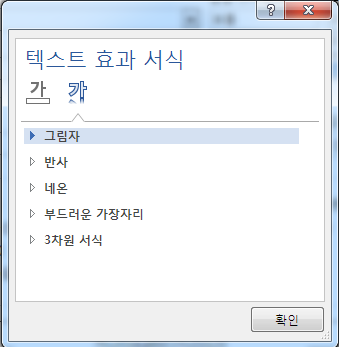 텍스트 효과 서식
가 갸
그림자
반사
네온
부드러운 가장자리
3차원 서식
확인